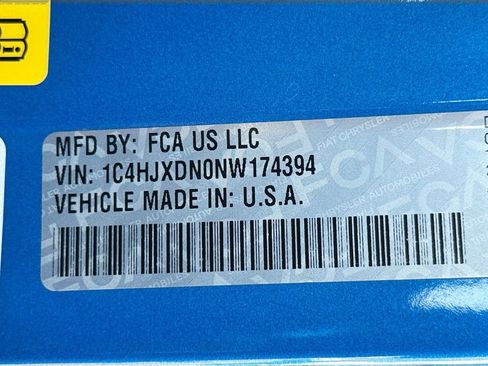 MFD BY: FCA US LLC
VIN: 1C4HJXDN0NW174394
VEHICLE MADE IN: U.S.A.